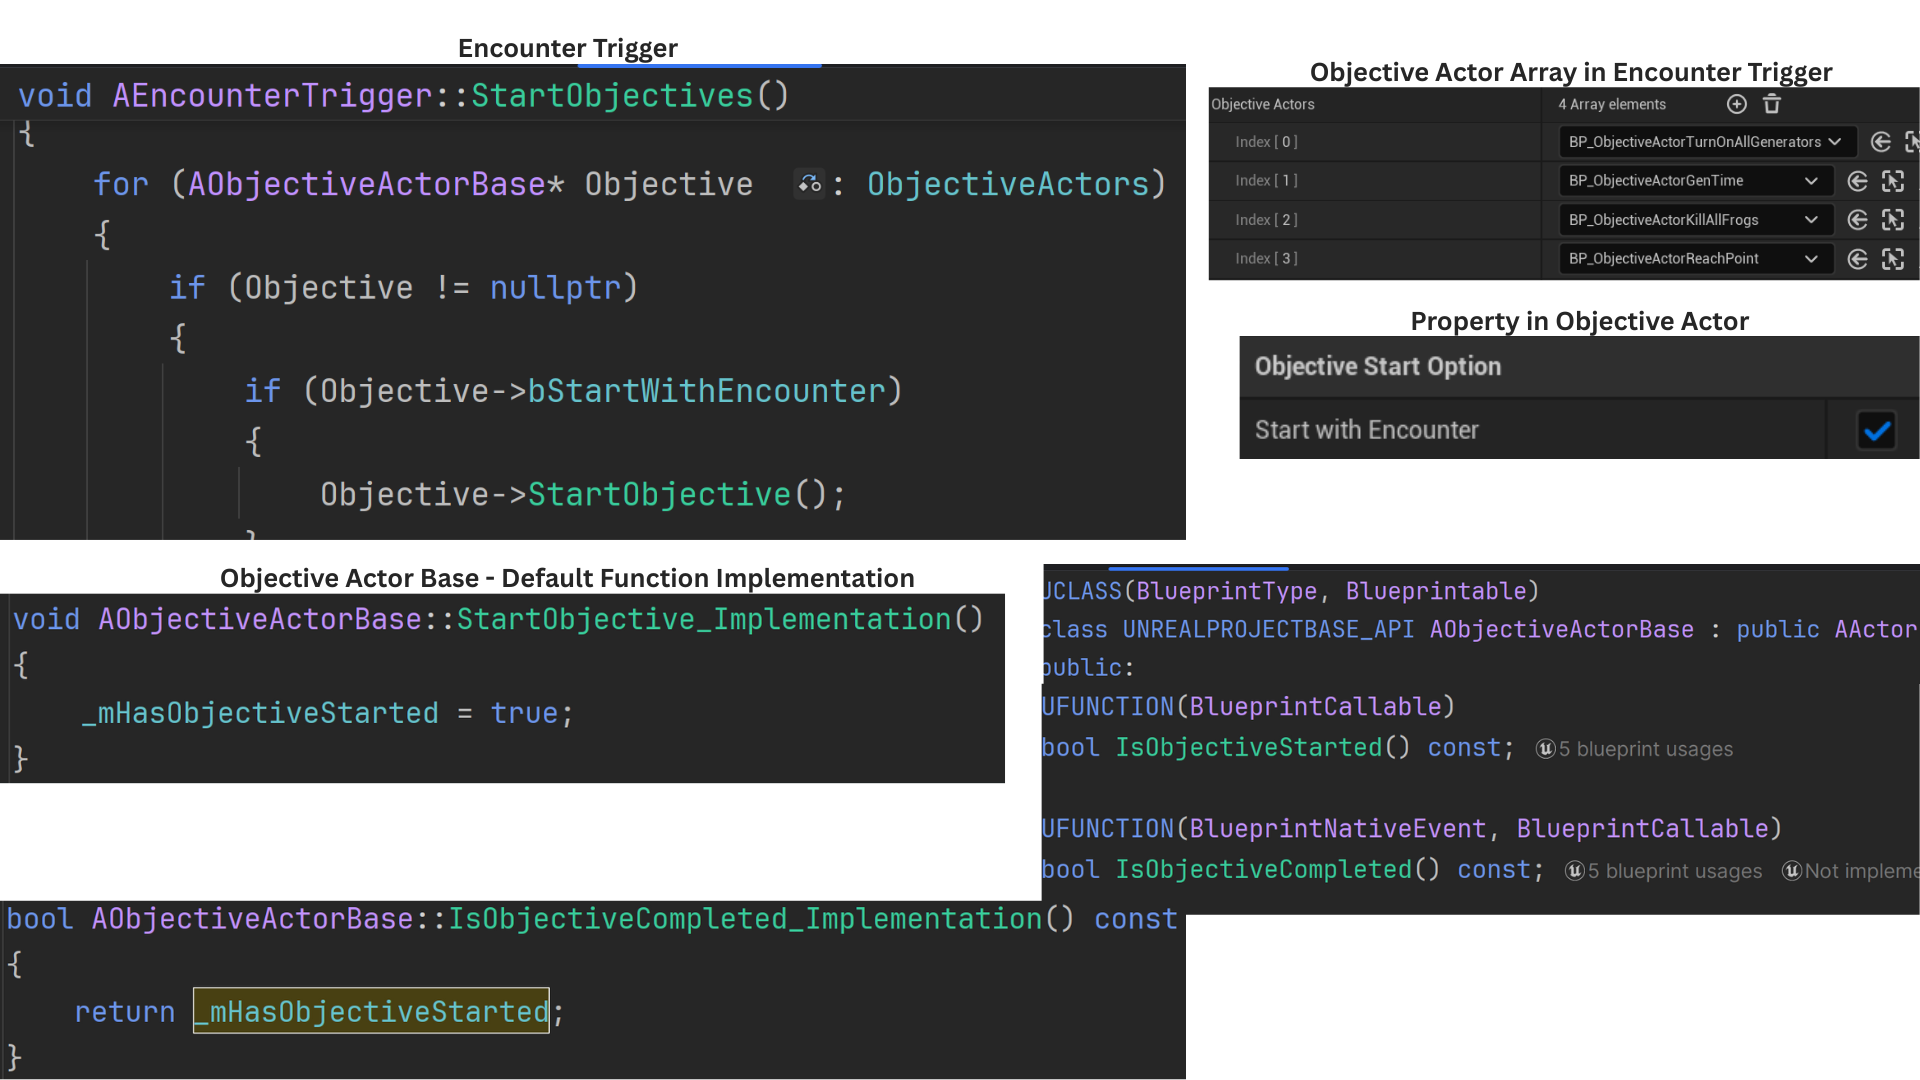 Encounter Trigger
void AEncounterTrigger::StartObjectives()
{
for (AObjectiveActorBase* Objective : ObjectiveActors)
{
if (Objective != nullptr)
{
if (Objective->bStartWithEncounter)
{
Objective->StartObjective();
}
Objective Actor Array in Encounter Trigger
Objective Actors 4 Array elements
Index [ 0 ] BP_ObjectiveActorTurnOnAllGenerators
Index [ 1 ] BP_ObjectiveActorGenTime
Index [ 2 ] BP_ObjectiveActorKillAllFrogs
Index [ 3 ] BP_ObjectiveActorReachPoint
Property in Objective Actor
Objective Start Option
Start with Encounter
Objective Actor Base - Default Function Implementation
void AObjectiveActorBase::StartObjective_Implementation()
{
_mHasObjectiveStarted = true;
}
UCLASS(BlueprintType, Blueprintable)
class UNREALPROJECTBASE_API AObjectiveActorBase : public AActor
public:
UFUNCTION(BlueprintCallable)
bool IsObjectiveStarted() const; 5 blueprint usages
UFUNCTION(BlueprintNativeEvent, BlueprintCallable)
bool IsObjectiveCompleted() const; 5 blueprint usages Not impleme
bool AObjectiveActorBase::IsObjectiveCompleted_Implementation() const
{
return _mHasObjectiveStarted;
}